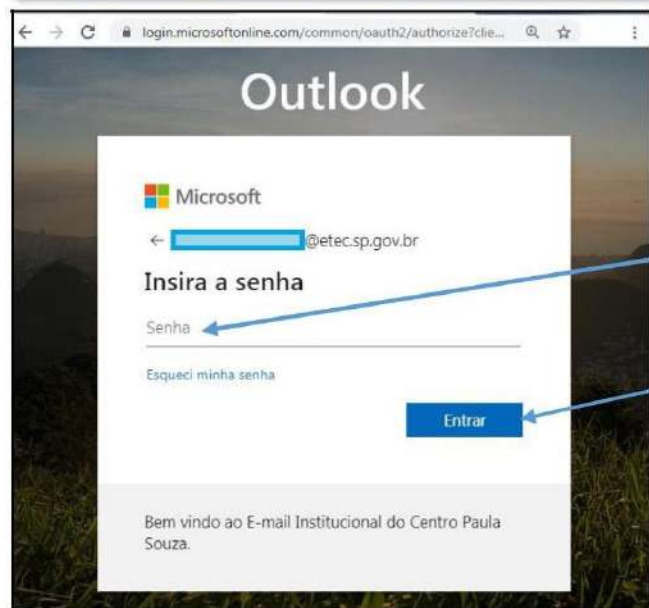 login.microsoftonline.com/common/oauth2/authorize?clie...
Outlook
Microsoft
@etec.sp.gov.br
Insira a senha
Senha
Esqueci minha senha
Entrar
Bem vindo ao E-mail Institucional do Centro Paula
Souza.